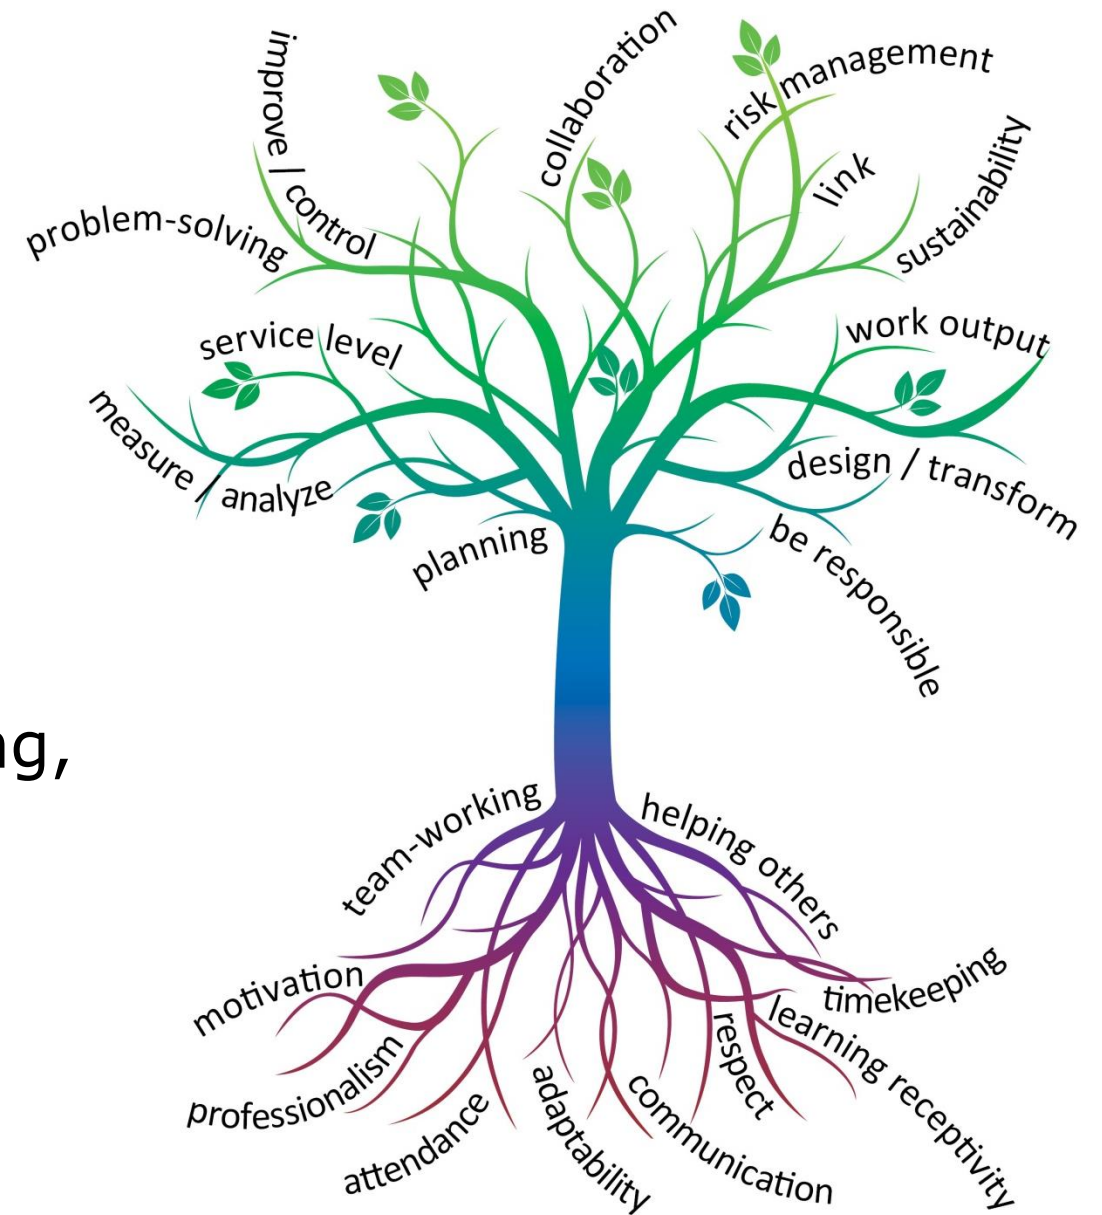 improve / control
collaboration
risk management
link
sustainability
problem-solving
service level
work output
measure / analyze
design / transform
planning
be responsible
ng,
team-working
helping others
motivation
timekeeping
professionalism
learning receptivity
respect
attendance
adaptability
communication